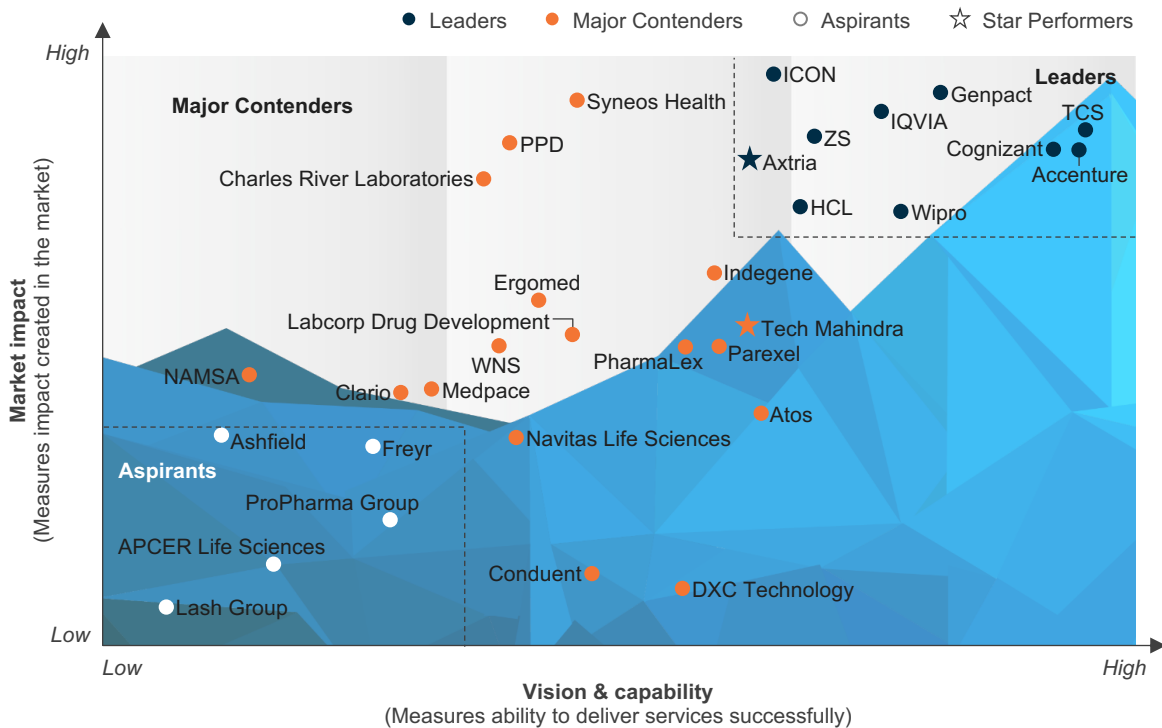 Leaders
Major Contenders
Aspirants
Star Performers
High
Major Contenders
Leaders
ICON
Syneos Health
Genpact
IQVIA
TCS
ZS
PPD
Cognizant
Axtria
Accenture
Charles River Laboratories
HCL
Wipro
Indegene
Ergomed
Labcorp Drug Development
Tech Mahindra
WNS
PharmaLex
Parexel
NAMSA
Clario
Medpace
Atos
Ashfield
Freyr
Navitas Life Sciences
Aspirants
ProPharma Group
APCER Life Sciences
Conduent
DXC Technology
Lash Group
Market impact
(Measures impact created in the market)
Low
Low
High
Vision & capability
(Measures ability to deliver services successfully)